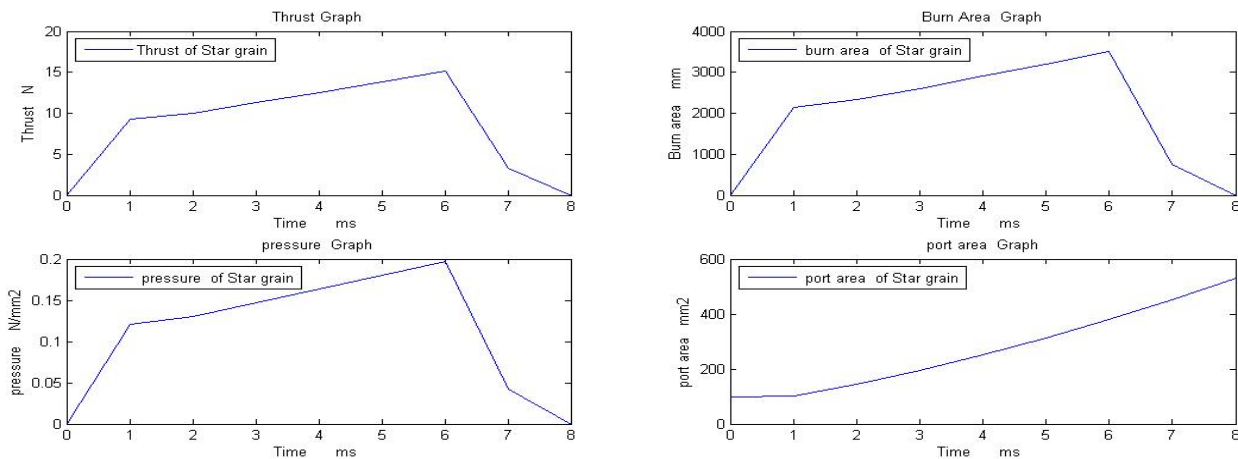 Thrust Graph
20
15
10
5
0
Thrust N
Thrust of Star grain
0 1 2 3 4 5 6 7 8
Time ms
Burn Area Graph
4000
3000
2000
1000
0
Burn area mm
burn area of Star grain
0 1 2 3 4 5 6 7 8
Time ms
pressure Graph
0.2
0.15
0.1
0.05
0
pressure N/mm2
pressure of Star grain
0 1 2 3 4 5 6 7 8
Time ms
port area Graph
600
400
200
0
port area mm2
port area of Star grain
0 1 2 3 4 5 6 7 8
Time ms